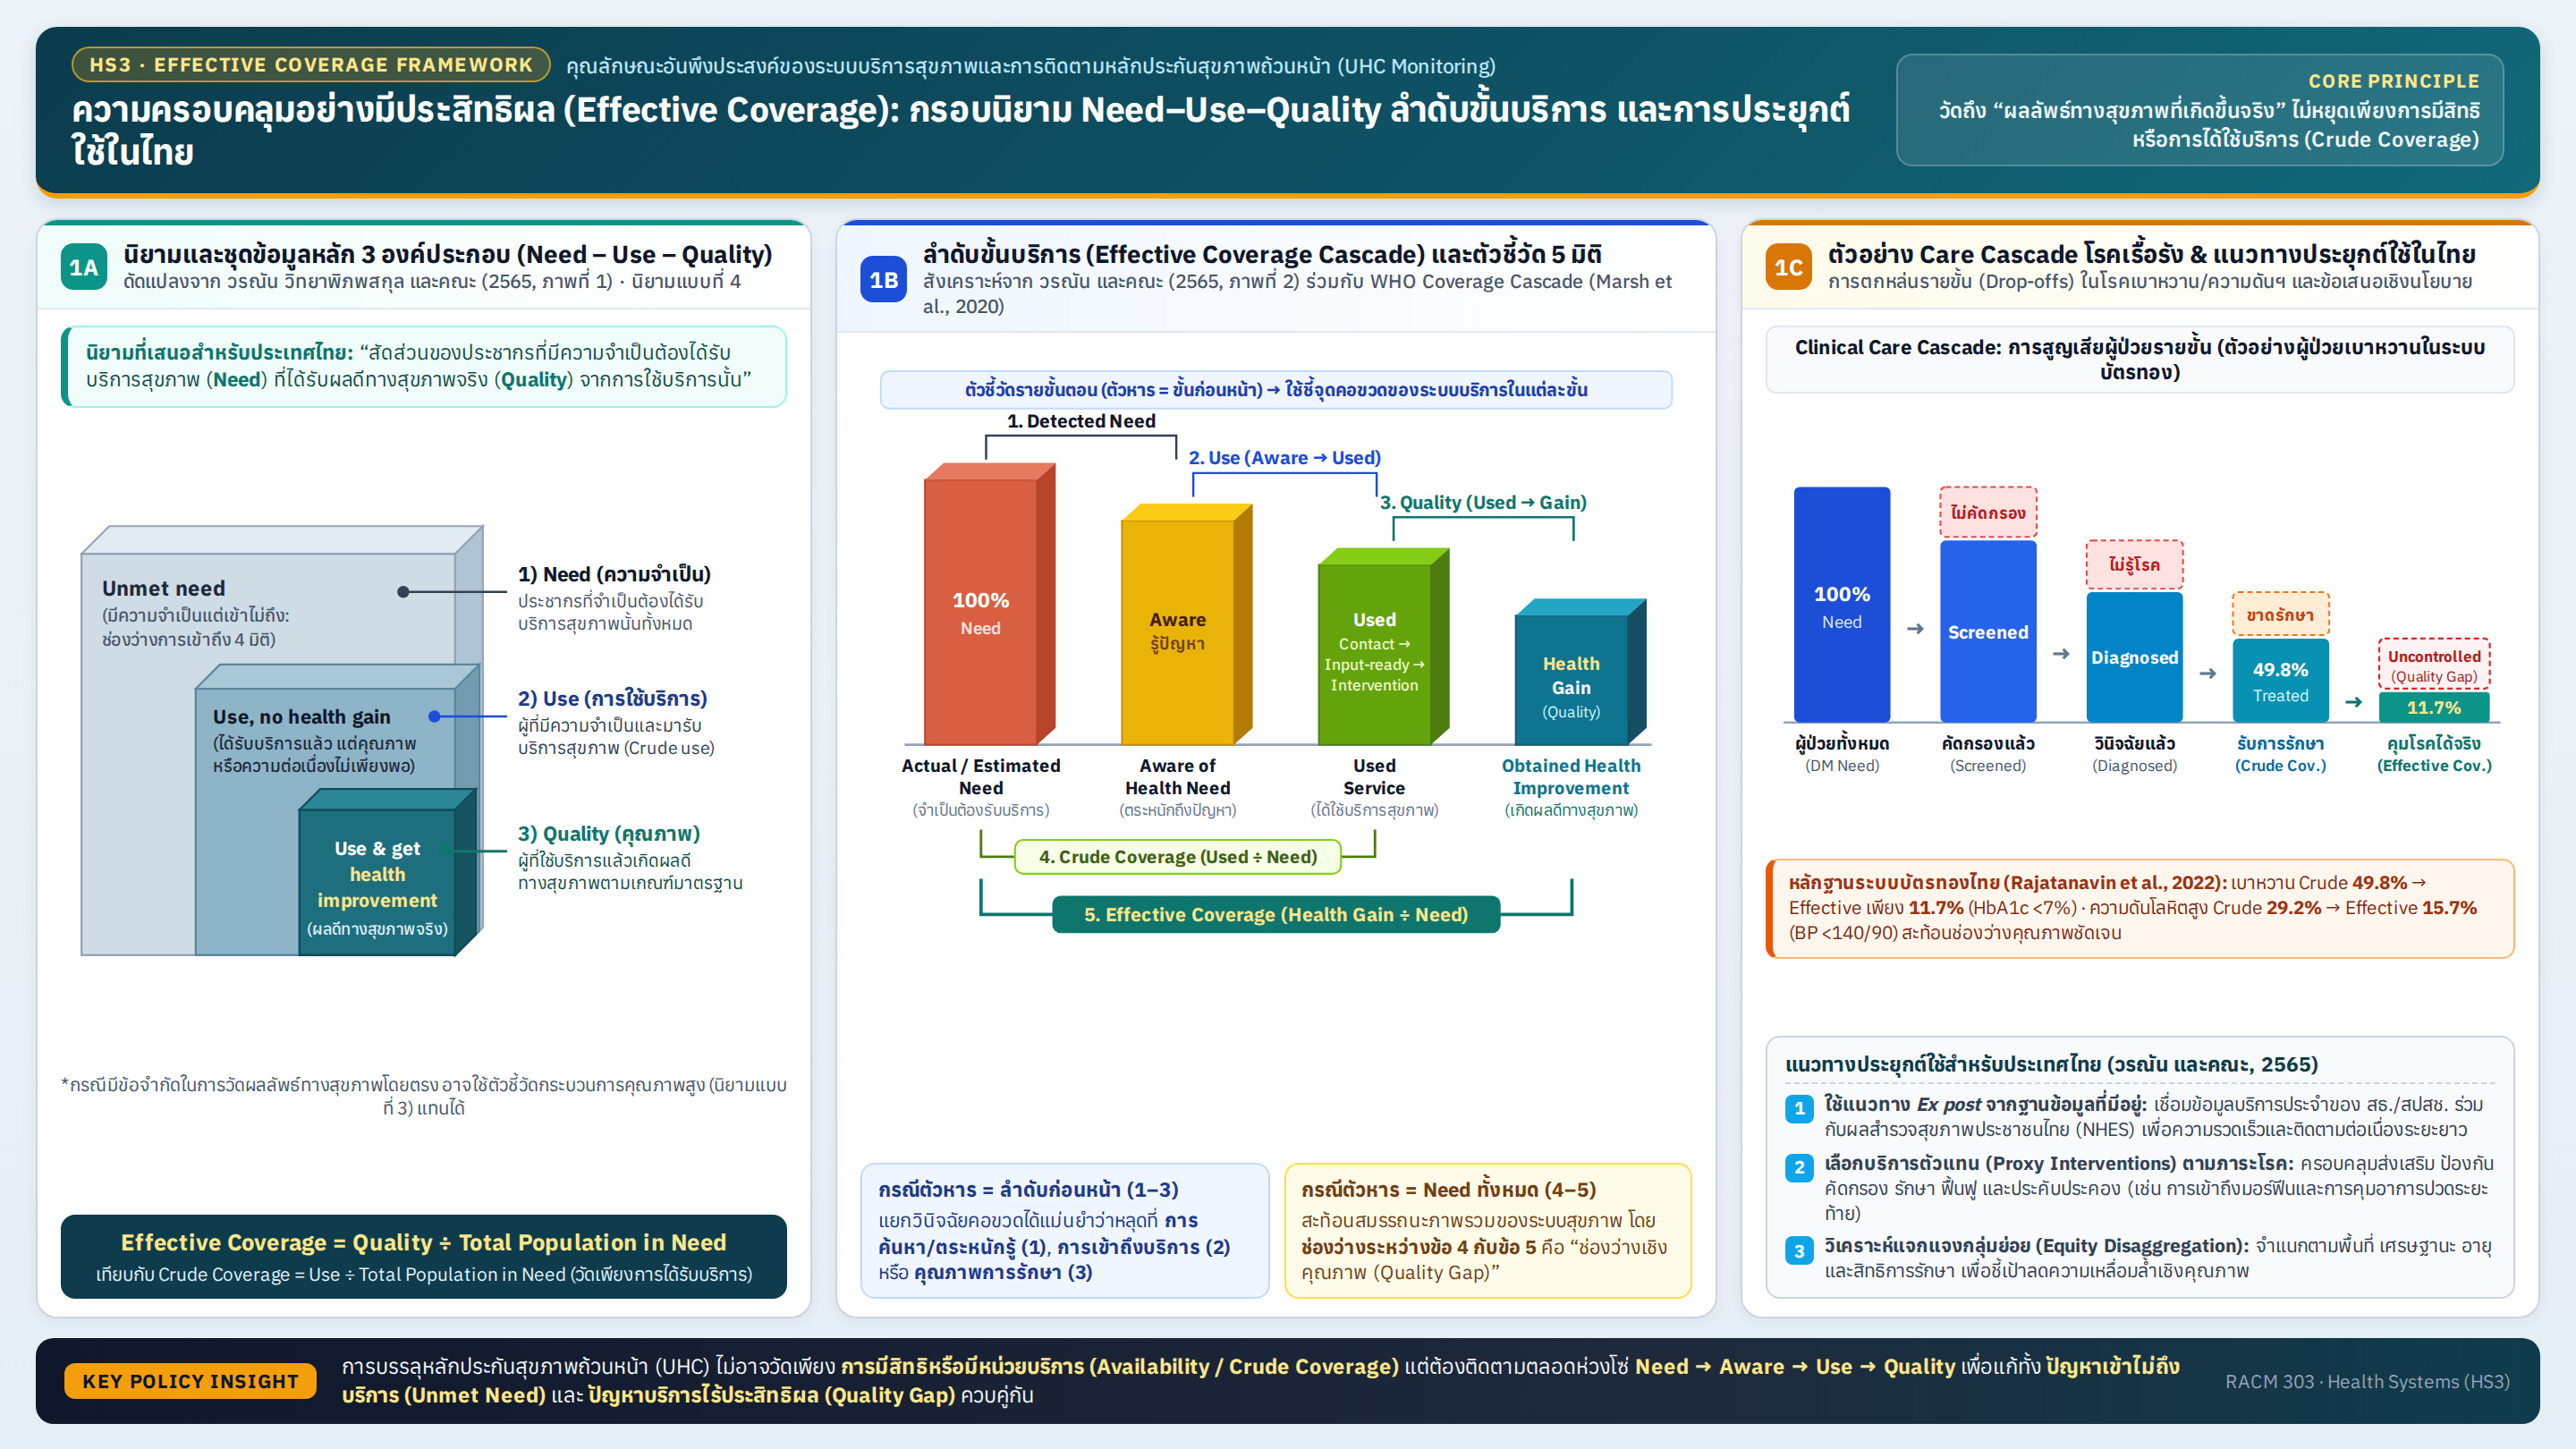 HS3 · EFFECTIVE COVERAGE FRAMEWORK
คุณลักษณะอันพึงประสงค์ของระบบบริการสุขภาพและการติดตามหลักประกันสุขภาพถ้วนหน้า (UHC Monitoring)
ความครอบคลุมอย่างมีประสิทธิผล (Effective Coverage): กรอบนิยาม Need–Use–Quality ลำดับขั้นบริการ และการประยุกต์
ใช้ในไทย
CORE PRINCIPLE
วัดถึง “ผลลัพธ์ทางสุขภาพที่เกิดขึ้นจริง” ไม่หยุดเพียงการมีสิทธิ
หรือการได้ใช้บริการ (Crude Coverage)
1A
นิยามและชุดข้อมูลหลัก 3 องค์ประกอบ (Need – Use – Quality)
ดัดแปลงจาก วรณัน วิทยาพิภพสกุล และคณะ (2565, ภาพที่ 1) · นิยามแบบที่ 4
นิยามที่เสนอสำหรับประเทศไทย: “สัดส่วนของประชากรที่มีความจำเป็นต้องได้รับ
บริการสุขภาพ (Need) ที่ได้รับผลดีทางสุขภาพจริง (Quality) จากการใช้บริการนั้น”
Unmet need
(มีความจำเป็นแต่เข้าไม่ถึง:
ช่องว่างการเข้าถึง 4 มิติ)
Use, no health gain
(ได้รับบริการแล้ว แต่คุณภาพ
หรือความต่อเนื่องไม่เพียงพอ)
Use & get
health
improvement
(ผลดีทางสุขภาพจริง)
1) Need (ความจำเป็น)
ประชากรที่จำเป็นต้องได้รับ
บริการสุขภาพนั้นทั้งหมด
2) Use (การใช้บริการ)
ผู้ที่มีความจำเป็นและมารับ
บริการสุขภาพ (Crude use)
3) Quality (คุณภาพ)
ผู้ที่ใช้บริการแล้วเกิดผลดี
ทางสุขภาพตามเกณฑ์มาตรฐาน
*กรณีมีข้อจำกัดในการวัดผลลัพธ์ทางสุขภาพโดยตรง อาจใช้ตัวชี้วัดกระบวนการคุณภาพสูง (นิยามแบบ
ที่ 3) แทนได้
Effective Coverage = Quality ÷ Total Population in Need
เทียบกับ Crude Coverage = Use ÷ Total Population in Need (วัดเพียงการได้รับบริการ)
1B
ลำดับขั้นบริการ (Effective Coverage Cascade) และตัวชี้วัด 5 มิติ
สังเคราะห์จาก วรณัน และคณะ (2565, ภาพที่ 2) ร่วมกับ WHO Coverage Cascade (Marsh et
al., 2020)
ตัวชี้วัดรายขั้นตอน (ตัวหาร = ขั้นก่อนหน้า) → ใช้ชี้จุดคอขวดของระบบบริการในแต่ละขั้น
1. Detected Need
2. Use (Aware → Used)
3. Quality (Used → Gain)
100%
Need
Aware
รู้ปัญหา
Used
Contact →
Input-ready →
Intervention
Health
Gain
(Quality)
Actual / Estimated
Need
(จำเป็นต้องรับบริการ)
Aware of
Health Need
(ตระหนักถึงปัญหา)
Used
Service
(ได้ใช้บริการสุขภาพ)
Obtained Health
Improvement
(เกิดผลดีทางสุขภาพ)
4. Crude Coverage (Used ÷ Need)
5. Effective Coverage (Health Gain ÷ Need)
กรณีตัวหาร = ลำดับก่อนหน้า (1–3)
แยกวินิจฉัยคอขวดได้แม่นยำว่าหลุดที่ การ
ค้นหา/ตระหนักรู้ (1), การเข้าถึงบริการ (2)
หรือ คุณภาพการรักษา (3)
กรณีตัวหาร = Need ทั้งหมด (4–5)
สะท้อนสมรรถนะภาพรวมของระบบสุขภาพ โดย
ช่องว่างระหว่างข้อ 4 กับข้อ 5 คือ “ช่องว่างเชิง
คุณภาพ (Quality Gap)”
1C
ตัวอย่าง Care Cascade โรคเรื้อรัง & แนวทางประยุกต์ใช้ในไทย
การตกหล่นรายขั้น (Drop-offs) ในโรคเบาหวาน/ความดันฯ และข้อเสนอเชิงนโยบาย
Clinical Care Cascade: การสูญเสียผู้ป่วยรายขั้น (ตัวอย่างผู้ป่วยเบาหวานในระบบ
บัตรทอง)
100%
Need
→
ไม่คัดกรอง
Screened
→
ไม่รู้โรค
Diagnosed
→
ขาดรักษา
49.8%
Treated
→
Uncontrolled
(Quality Gap)
11.7%
ผู้ป่วยทั้งหมด
(DM Need)
คัดกรองแล้ว
(Screened)
วินิจฉัยแล้ว
(Diagnosed)
รับการรักษา
(Crude Cov.)
คุมโรคได้จริง
(Effective Cov.)
หลักฐานระบบบัตรทองไทย (Rajatanavin et al., 2022): เบาหวาน Crude 49.8% →
Effective เพียง 11.7% (HbA1c <7%) · ความดันโลหิตสูง Crude 29.2% → Effective 15.7%
(BP <140/90) สะท้อนช่องว่างคุณภาพชัดเจน
แนวทางประยุกต์ใช้สำหรับประเทศไทย (วรณัน และคณะ, 2565)
1 ใช้แนวทาง Ex post จากฐานข้อมูลที่มีอยู่: เชื่อมข้อมูลบริการประจำของ สธ./สปสช. ร่วม
กับผลสำรวจสุขภาพประชาชนไทย (NHES) เพื่อความรวดเร็วและติดตามต่อเนื่องระยะยาว
2 เลือกบริการตัวแทน (Proxy Interventions) ตามภาระโรค: ครอบคลุมส่งเสริม ป้องกัน
คัดกรอง รักษา ฟื้นฟู และประคับประคอง (เช่น การเข้าถึงมอร์ฟีนและการคุมอาการปวดระยะ
ท้าย)
3 วิเคราะห์แจกแจงกลุ่มย่อย (Equity Disaggregation): จำแนกตามพื้นที่ เศรษฐานะ อายุ
และสิทธิการรักษา เพื่อชี้เป้าลดความเหลื่อมล้ำเชิงคุณภาพ
KEY POLICY INSIGHT
การบรรลุหลักประกันสุขภาพถ้วนหน้า (UHC) ไม่อาจวัดเพียง การมีสิทธิหรือมีหน่วยบริการ (Availability / Crude Coverage) แต่ต้องติดตามตลอดห่วงโซ่ Need → Aware → Use → Quality เพื่อแก้ทั้ง ปัญหาเข้าไม่ถึง
บริการ (Unmet Need) และ ปัญหาบริการไร้ประสิทธิผล (Quality Gap) ควบคู่กัน
RACM 303 · Health Systems (HS3)